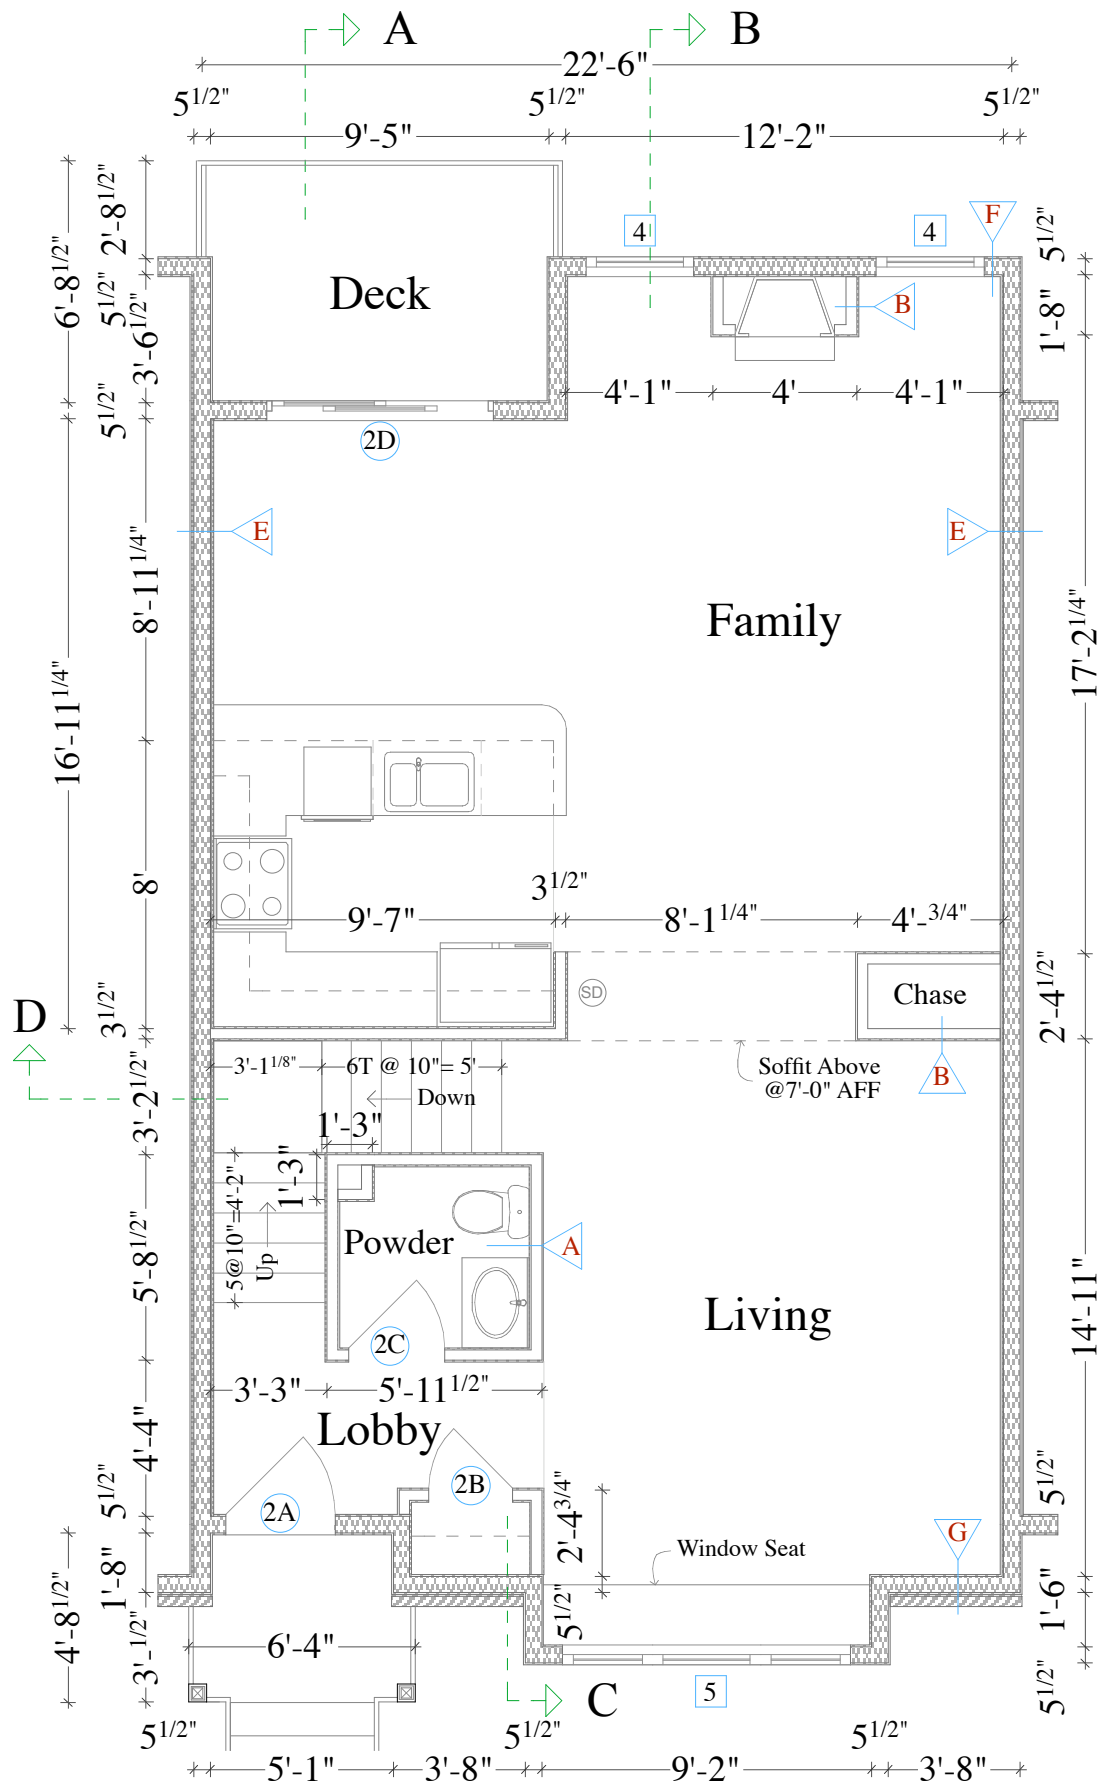 A
B
22'-6"
5 1/2"
5 1/2"
5 1/2"
9'-5"
12'-2"
2'-8 1/2"
6'-8 1/2"
5 1/2"
3'-6 1/2"
5 1/2"
4
4
F
5 1/2"
1'-8"
Deck
B
4'-1"
4'
4'-1"
2D
E
E
8'-11 1/4"
Family
17'-2 1/4"
16'-11 1/4"
8'
3 1/2"
9'-7"
8'-1 1/4"
4'- 3/4"
SD
Chase
2'-4 1/2"
D
3 1/2"
3'-2 1/2"
3'-1 1/8"
6T @ 10"= 5'
Down
Soffit Above
@7'-0" AFF
B
1'-3"
1'-3"
5@10"=4'-2"
Up
5'-8 1/2"
Powder
A
Living
14'-11"
2C
3'-3"
5'-11 1/2"
Lobby
4'-4"
2B
2A
5 1/2"
5 1/2"
2'-4 3/4"
Window Seat
G
1'-8"
4'-8 1/2"
3'- 1/2"
5 1/2"
1'-6"
5 1/2"
6'-4"
5
C
5 1/2"
5 1/2"
5 1/2"
5'-1"
3'-8"
9'-2"
3'-8"